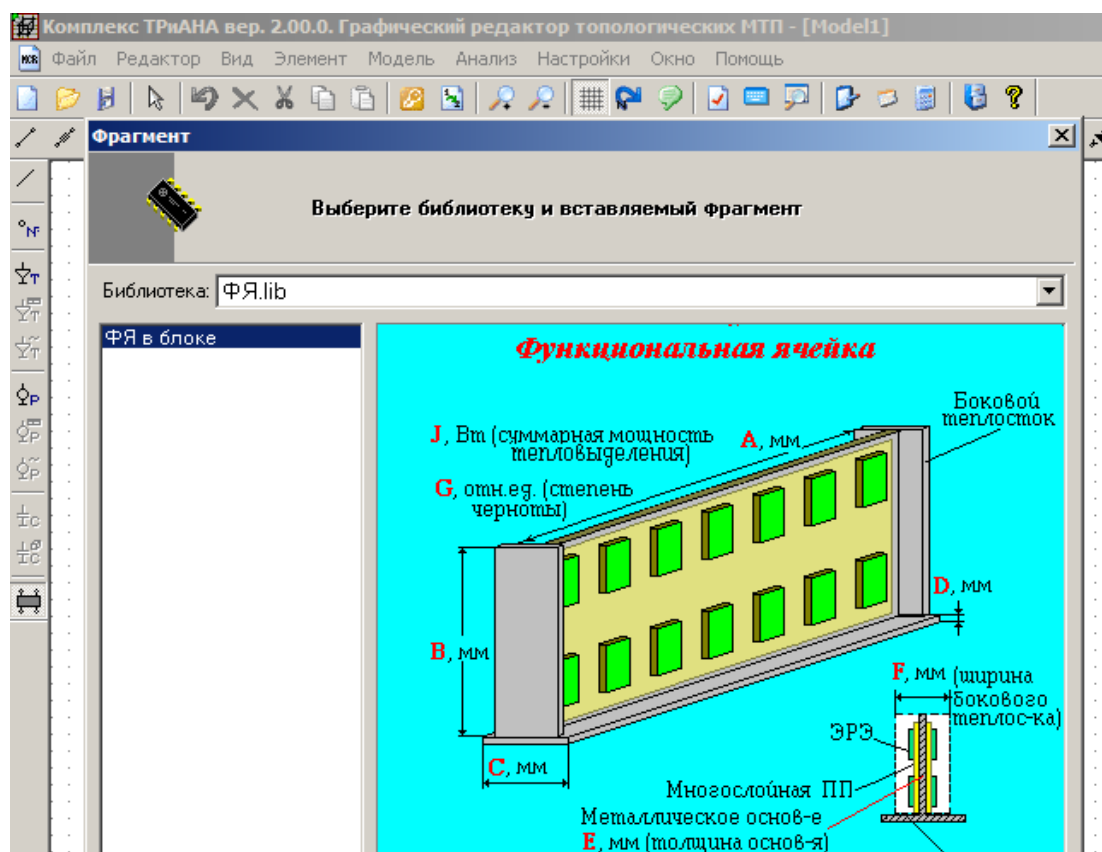 Комплекс ТРиАНА вер. 2.00.0. Графический редактор топологических МТП - [Model1]
MCR Файл Редактор Вид Элемент Модель Анализ Настройки Окно Помощь
Фрагмент
Выберите библиотеку и вставляемый фрагмент
Библиотека: ФЯ.lib
ФЯ в блоке
Функциональная ячейка
Боковой
теплосток
J, Вт (суммарная мощность
тепловыделения)
A, мм
G, отн.ед. (степень
черноты)
D, мм
B, мм
F, мм (ширина
бокового
теплос-ка)
ЭРЭ
C, мм
Многослойная ПП
Металлическое основ-е
E, мм (толщина основ-я)
№
T
T
T
P
P
P
C
C